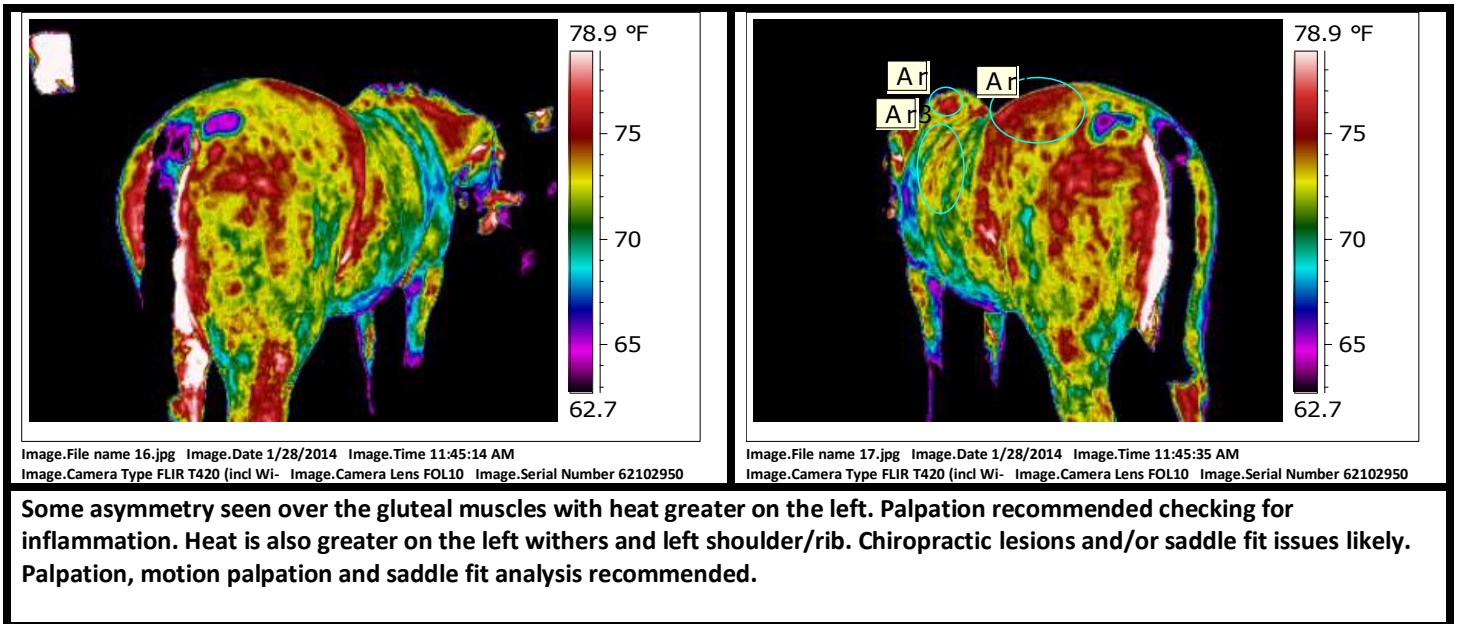 78.9 °F
75
70
65
62.7
Image.File name 16.jpg Image.Date 1/28/2014 Image.Time 11:45:14 AM
Image.Camera Type FLIR T420 (incl Wi- Image.Camera Lens FOL10 Image.Serial Number 62102950
78.9 °F
Ar
Ar
Ar3
75
70
65
62.7
Image.File name 17.jpg Image.Date 1/28/2014 Image.Time 11:45:35 AM
Image.Camera Type FLIR T420 (incl Wi- Image.Camera Lens FOL10 Image.Serial Number 62102950
Some asymmetry seen over the gluteal muscles with heat greater on the left. Palpation recommended checking for
inflammation. Heat is also greater on the left withers and left shoulder/rib. Chiropractic lesions and/or saddle fit issues likely.
Palpation, motion palpation and saddle fit analysis recommended.